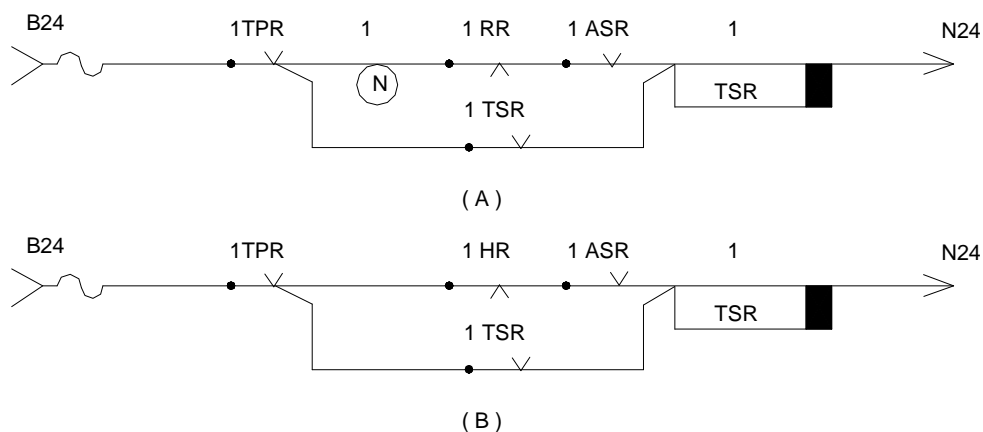 B24 1TPR 1 1 RR 1 ASR 1 N24
N
TSR
1 TSR
( A )
B24 1TPR 1 HR 1 ASR 1 N24
TSR
1 TSR
( B )